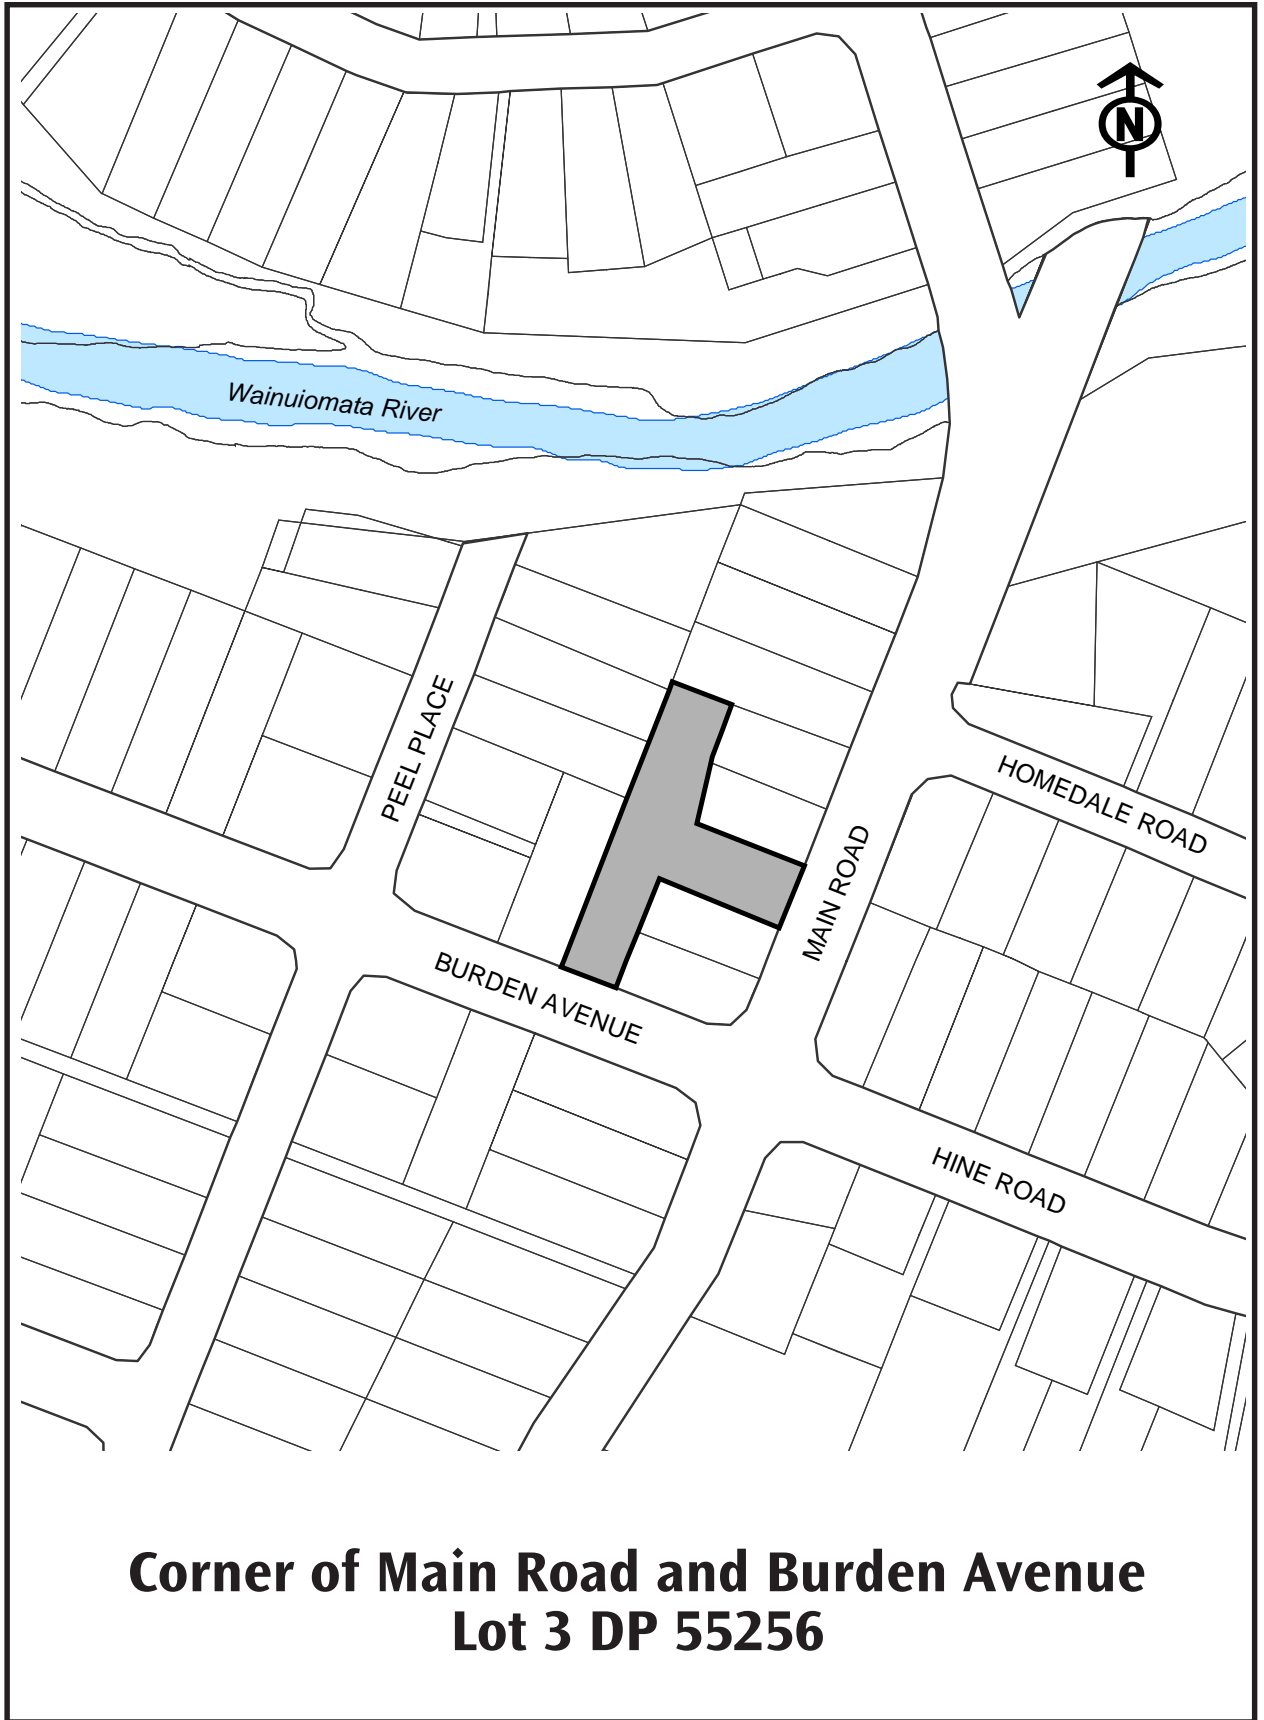 N
Wainuiomata River
PEEL PLACE
HOMEDALE ROAD
MAIN ROAD
BURDEN AVENUE
HINE ROAD
Corner of Main Road and Burden Avenue
Lot 3 DP 55256